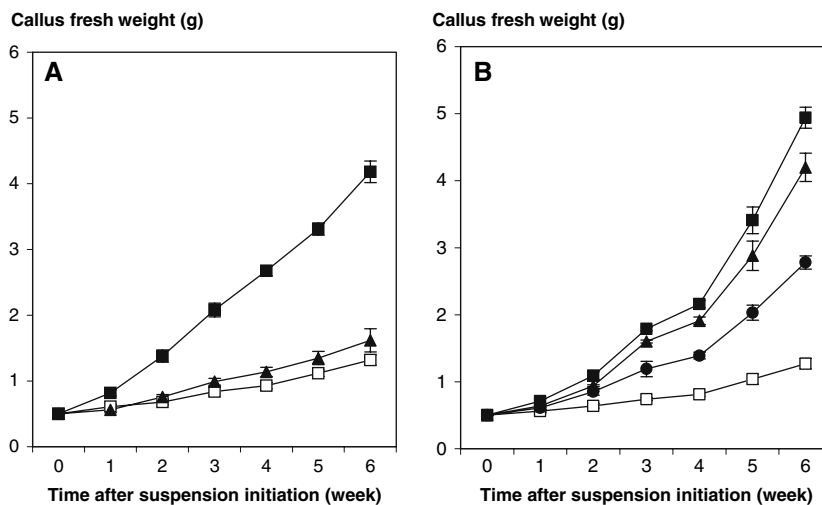 Callus fresh weight (g)
A
6
5
4
3
2
1
0
0 1 2 3 4 5 6
Time after suspension initiation (week)
Callus fresh weight (g)
B
6
5
4
3
2
1
0
0 1 2 3 4 5 6
Time after suspension initiation (week)